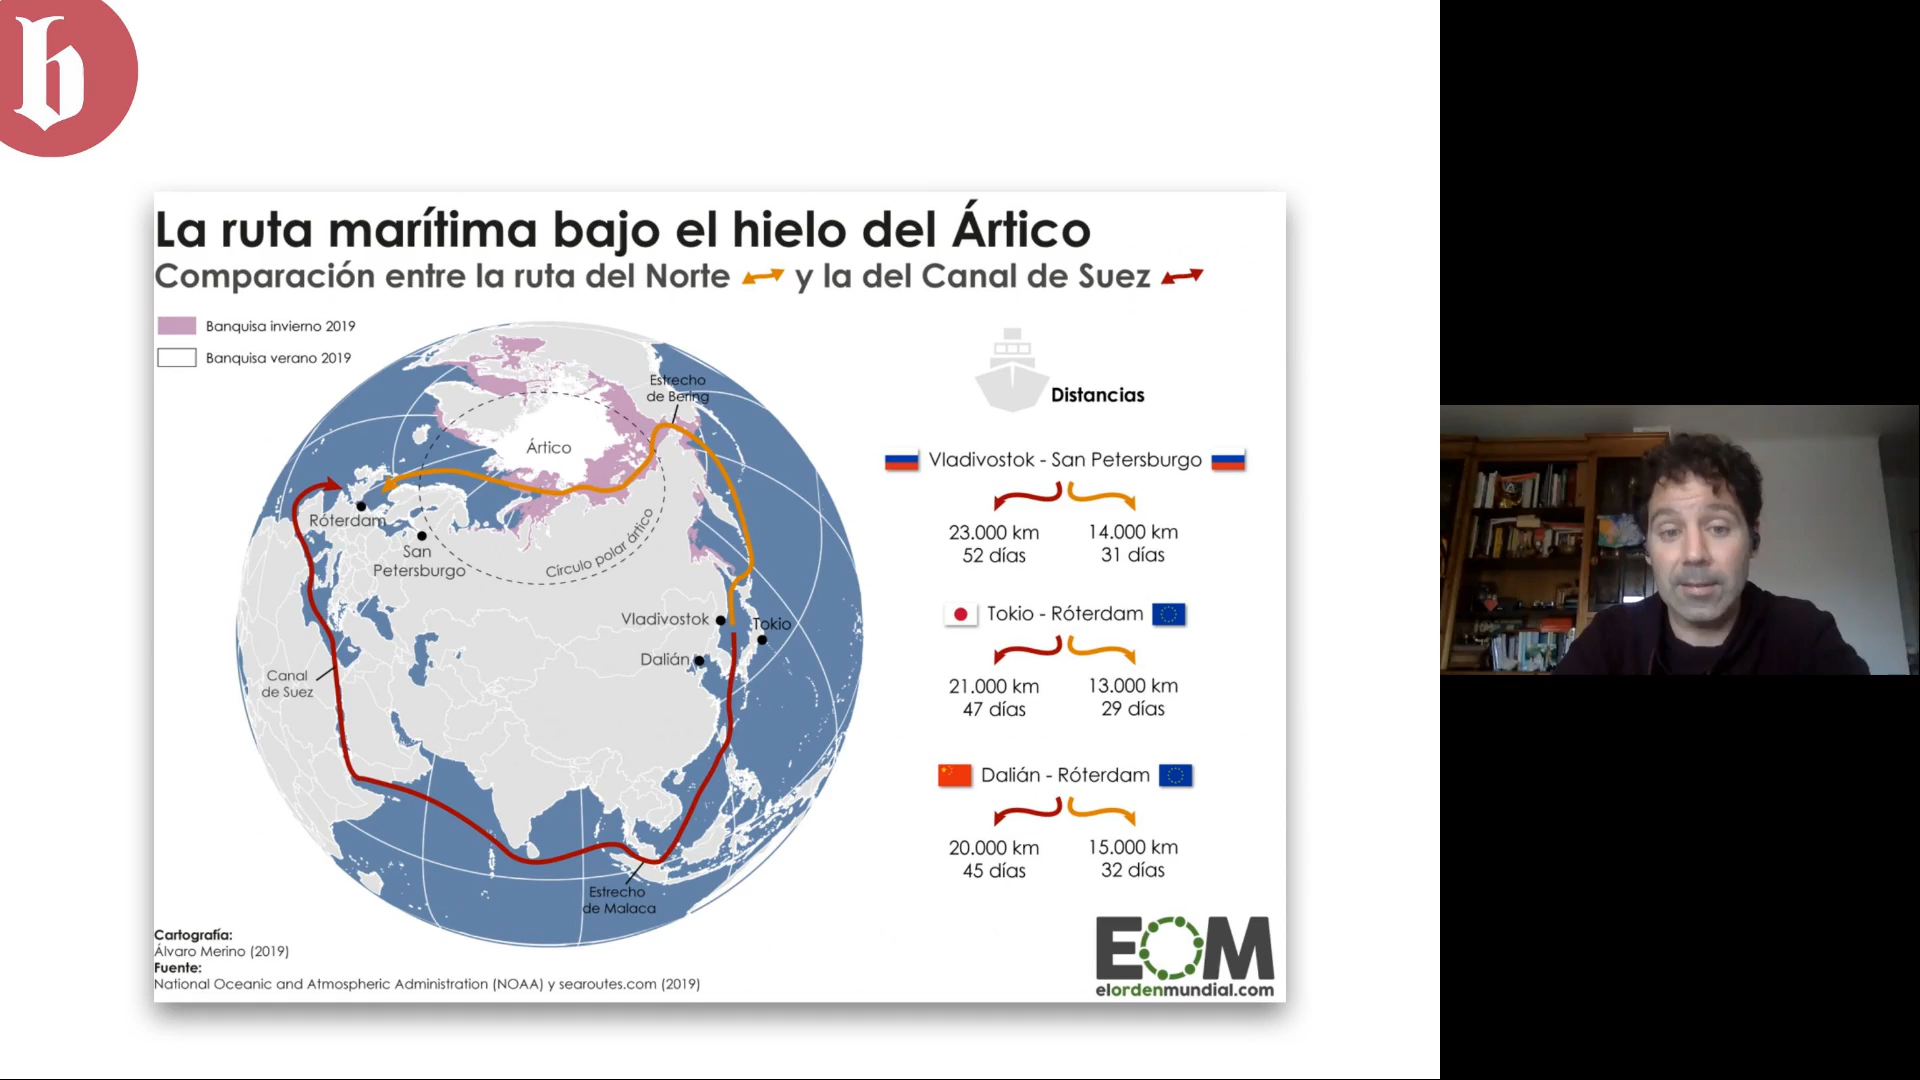 b
La ruta marítima bajo el hielo del Ártico
Comparación entre la ruta del Norte y la del Canal de Suez
Banquisa invierno 2019
Banquisa verano 2019
Estrecho
de Bering
Ártico
Círculo polar ártico
Róterdam
San
Petersburgo
Vladivostok
Tokio
Dalián
Canal
de Suez
Estrecho
de Malaca
Distancias
Vladivostok - San Petersburgo
23.000 km 14.000 km
52 días 31 días
Tokio - Róterdam
21.000 km 13.000 km
47 días 29 días
Dalián - Róterdam
20.000 km 15.000 km
45 días 32 días
Cartografía:
Álvaro Merino (2019)
Fuente:
National Oceanic and Atmospheric Administration (NOAA) y searoutes.com (2019)
EOM
elordenmundial.com